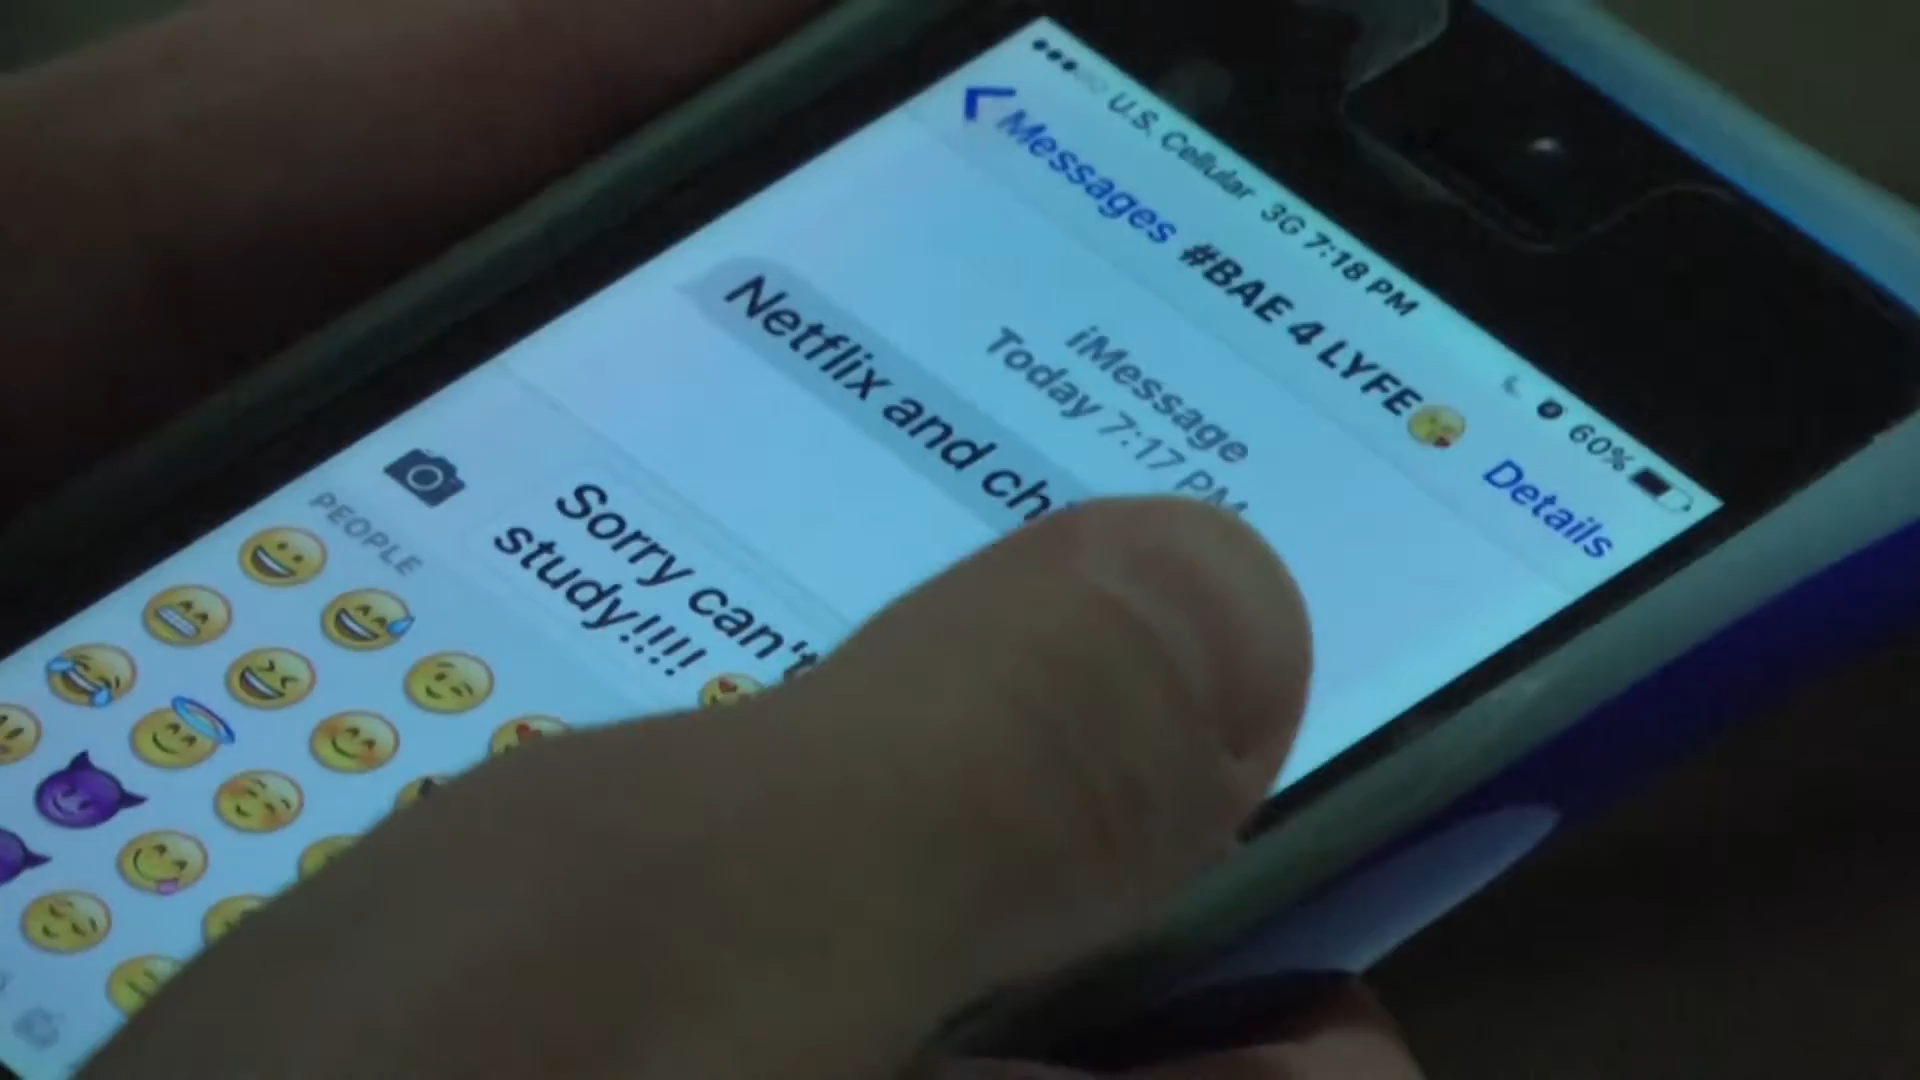 U.S. Cellular 3G 7:18 PM 60%
Messages #BAE 4 LYFE😘 Details
iMessage
Today 7:17 PM
Netflix and
Sorry can't
study!!!!
PEOPLE